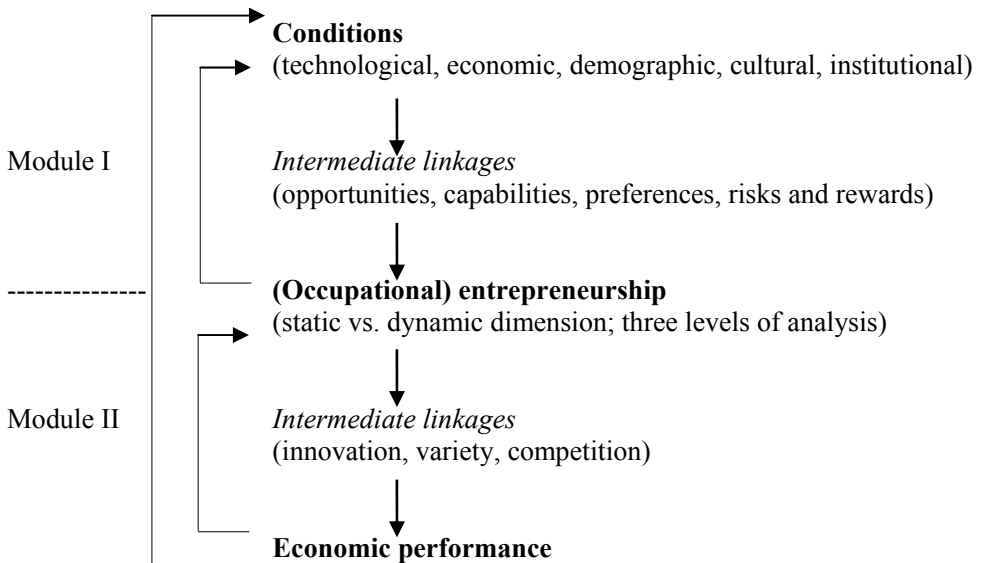 Conditions
(technological, economic, demographic, cultural, institutional)
Module I
Intermediate linkages
(opportunities, capabilities, preferences, risks and rewards)
(Occupational) entrepreneurship
(static vs. dynamic dimension; three levels of analysis)
Module II
Intermediate linkages
(innovation, variety, competition)
Economic performance